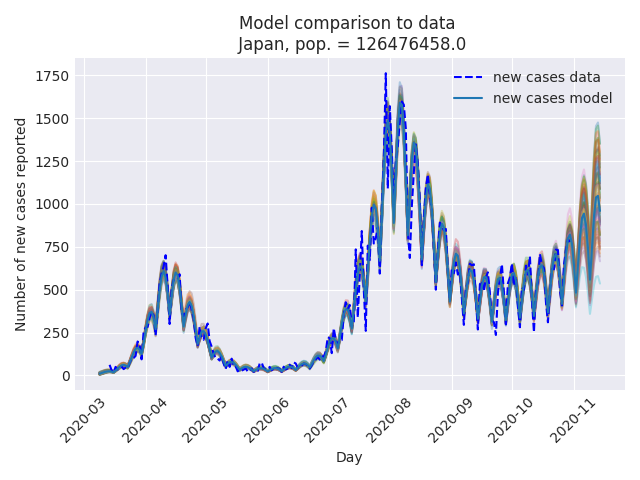 Model comparison to data
Japan, pop. = 126476458.0
new cases data
new cases model
Number of new cases reported
1750
1500
1250
1000
750
500
250
0
2020-03
2020-04
2020-05
2020-06
2020-07
2020-08
2020-09
2020-10
2020-11
Day